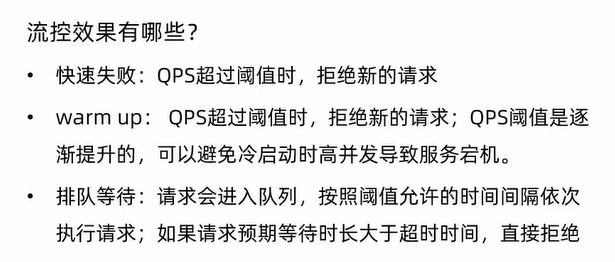 流控效果有哪些？
• 快速失败：QPS超过阈值时，拒绝新的请求
• warm up： QPS超过阈值时，拒绝新的请求；QPS阈值是逐
渐提升的，可以避免冷启动时高并发导致服务宕机。
• 排队等待：请求会进入队列，按照阈值允许的时间间隔依次
执行请求；如果请求预期等待时长大于超时时间，直接拒绝